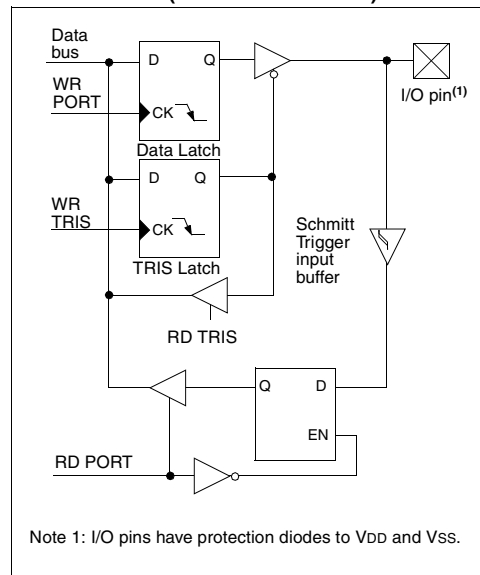 Data
bus
D
Q
WR
PORT
CK
I/O pin(1)
Data Latch
D
Q
WR
TRIS
CK
Schmitt
Trigger
input
buffer
TRIS Latch
RD TRIS
Q
D
EN
RD PORT
Note 1: I/O pins have protection diodes to VDD and VSS.